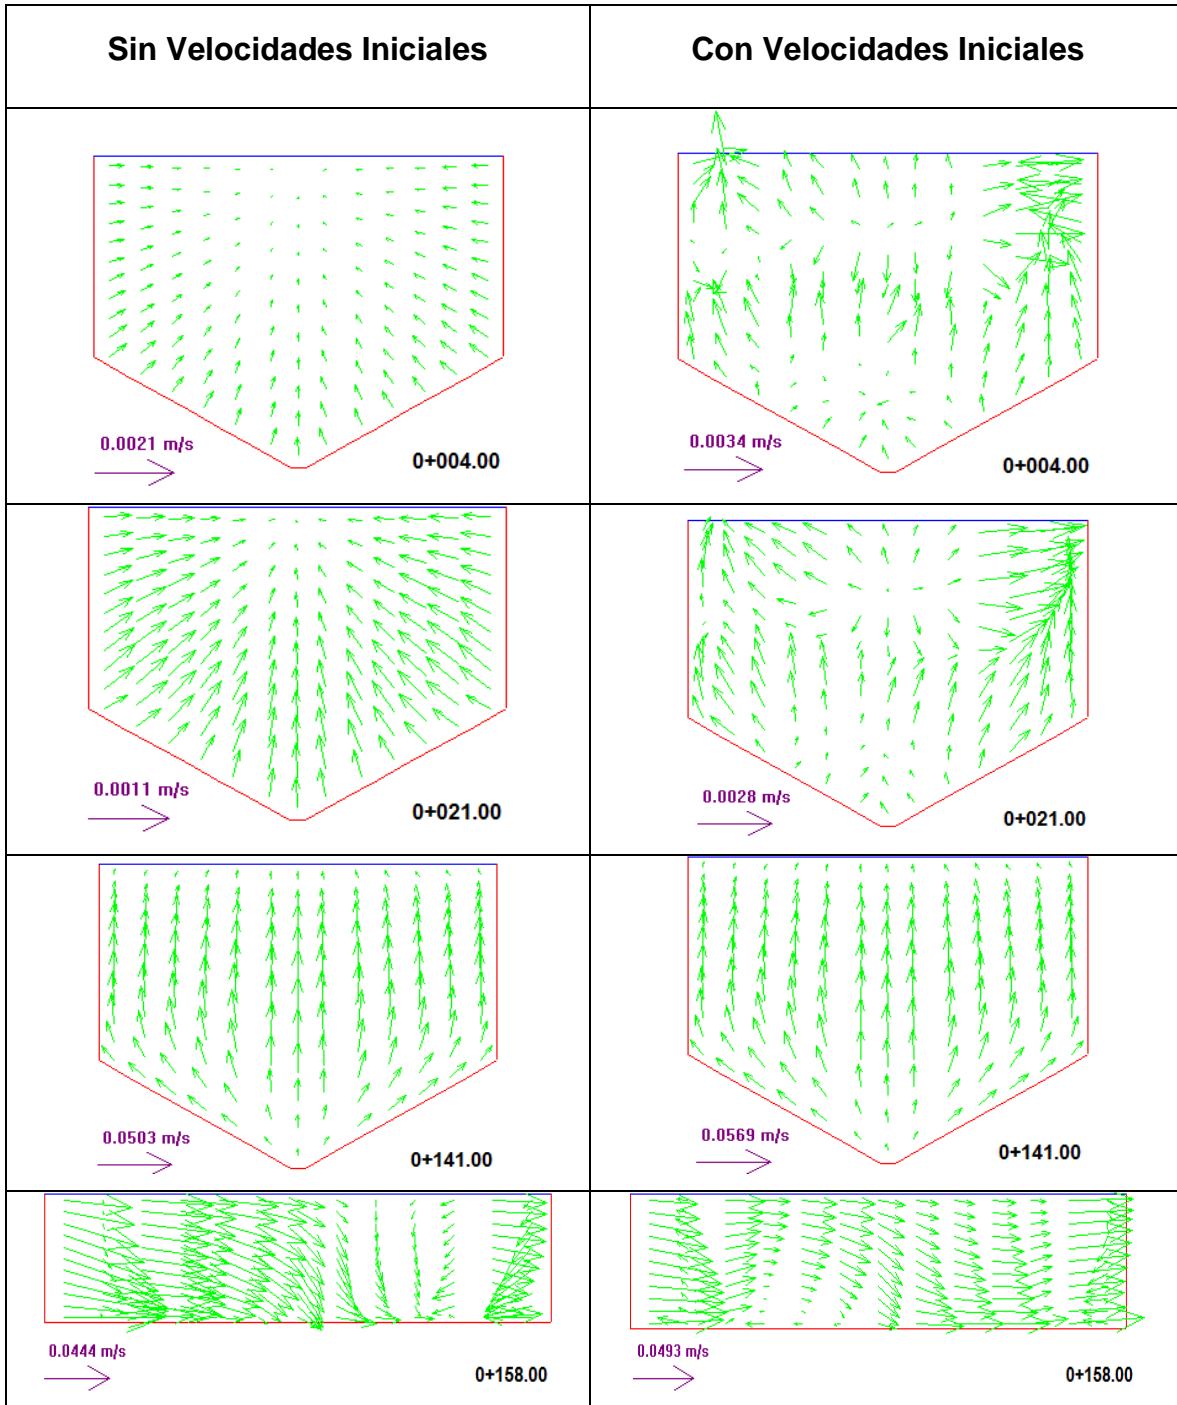 Sin Velocidades Iniciales
Con Velocidades Iniciales
0.0021 m/s
0+004.00
0.0034 m/s
0+004.00
0.0011 m/s
0+021.00
0.0028 m/s
0+021.00
0.0503 m/s
0+141.00
0.0569 m/s
0+141.00
0.0444 m/s
0+158.00
0.0493 m/s
0+158.00